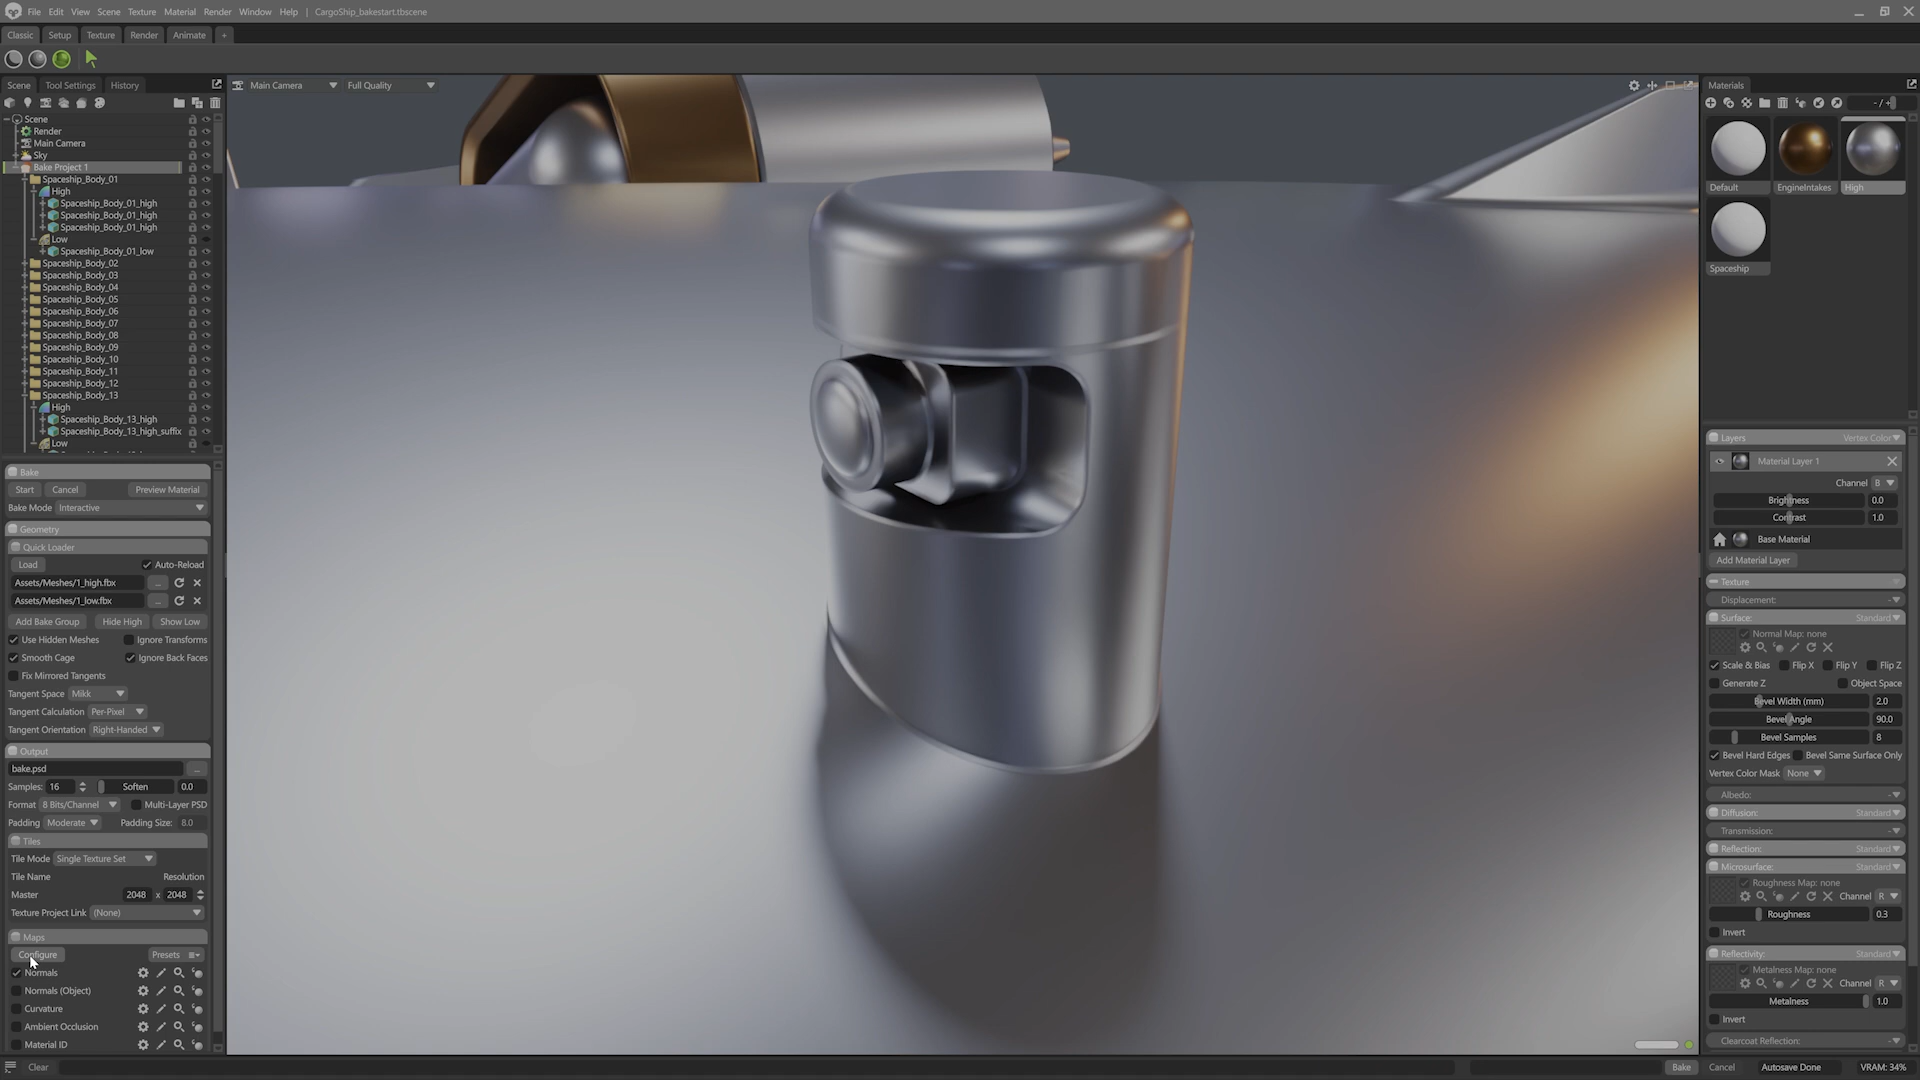 File Edit View Scene Texture Material Render Window Help | CargoShip_bakestart.tbscene
Classic Setup Texture Render Animate +
Scene Tool Settings History
Main Camera Full Quality
Scene
Render
Main Camera
Sky
Bake Project 1
Spaceship_Body_01
High
Spaceship_Body_01_high
Spaceship_Body_01_high
Spaceship_Body_01_high
Low
Spaceship_Body_01_low
Spaceship_Body_02
Spaceship_Body_03
Spaceship_Body_04
Spaceship_Body_05
Spaceship_Body_06
Spaceship_Body_07
Spaceship_Body_08
Spaceship_Body_09
Spaceship_Body_10
Spaceship_Body_11
Spaceship_Body_12
Spaceship_Body_13
High
Spaceship_Body_13_high
Spaceship_Body_13_high_suffix
Low
Bake
Start Cancel Preview Material
Bake Mode Interactive
Geometry
Quick Loader
Load Auto-Reload
Assets/Meshes/1_high.fbx ...
Assets/Meshes/1_low.fbx ...
Add Bake Group Hide High Show Low
Use Hidden Meshes Ignore Transforms
Smooth Cage Ignore Back Faces
Fix Mirrored Tangents
Tangent Space Mikk
Tangent Calculation Per-Pixel
Tangent Orientation Right-Handed
Output
bake.psd ...
Samples: 16 Soften 0.0
Format 8 Bits/Channel Multi-Layer PSD
Padding Moderate Padding Size: 8.0
Tiles
Tile Mode Single Texture Set
Tile Name Resolution
Master 2048 x 2048
Texture Project Link (None)
Maps
Configure Presets
Normals
Normals (Object)
Curvature
Ambient Occlusion
Material ID
Materials
- / +
Default EngineIntakes High
Spaceship
Layers Vertex Color
Material Layer 1
Channel B
Brightness 0.0
Contrast 1.0
Base Material
Add Material Layer
Texture
Displacement: -
Surface: Standard
Normal Map: none
Scale & Bias Flip X Flip Y Flip Z
Generate Z Object Space
Bevel Width (mm) 2.0
Bevel Angle 90.0
Bevel Samples 8
Bevel Hard Edges Bevel Same Surface Only
Vertex Color Mask None
Albedo: -
Diffusion: Standard
Transmission: -
Reflection: Standard
Microsurface: Standard
Roughness Map: none
Channel R
Roughness 0.3
Invert
Reflectivity: Standard
Metalness Map: none
Channel R
Metalness 1.0
Invert
Clearcoat Reflection: -
Clear Bake Cancel Autosave Done VRAM: 34%